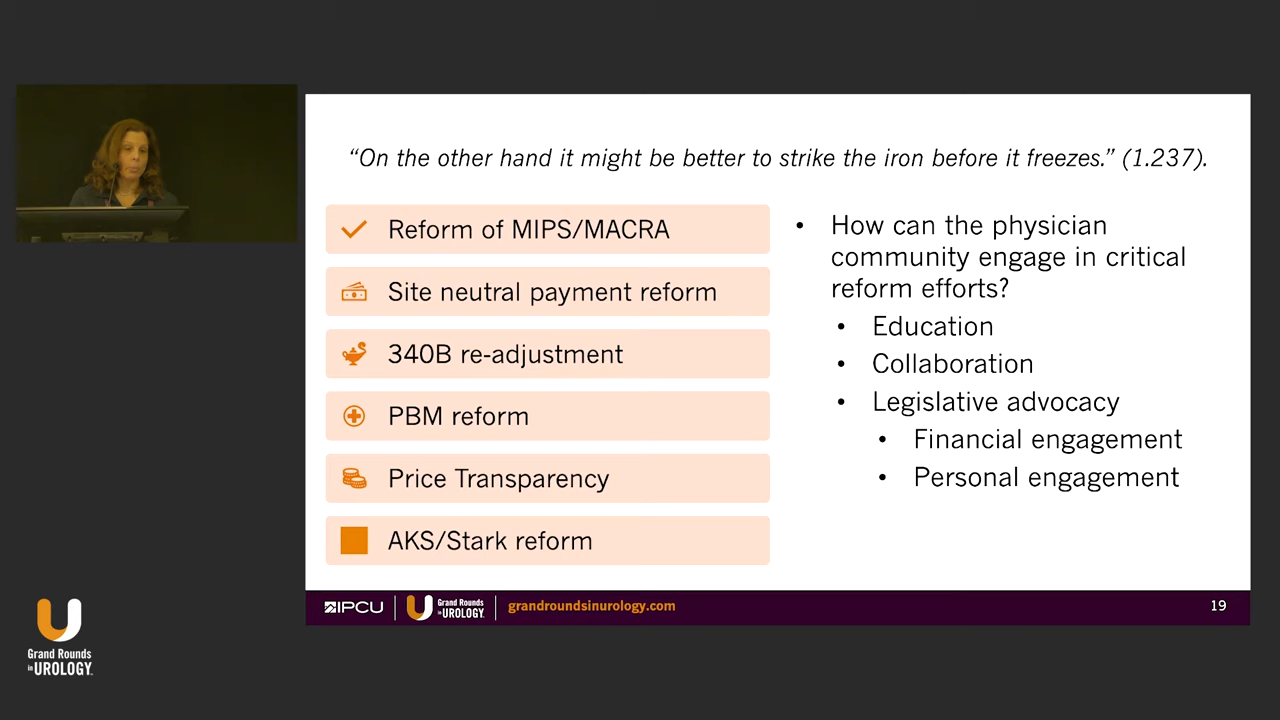 “On the other hand it might be better to strike the iron before it freezes.” (1.237).
Reform of MIPS/MACRA
Site neutral payment reform
340B re-adjustment
PBM reform
Price Transparency
AKS/Stark reform
• How can the physician
community engage in critical
reform efforts?
• Education
• Collaboration
• Legislative advocacy
• Financial engagement
• Personal engagement
IPCU
Grand Rounds
in UROLOGY
grandroundsinurology.com
19
Grand Rounds
in UROLOGY